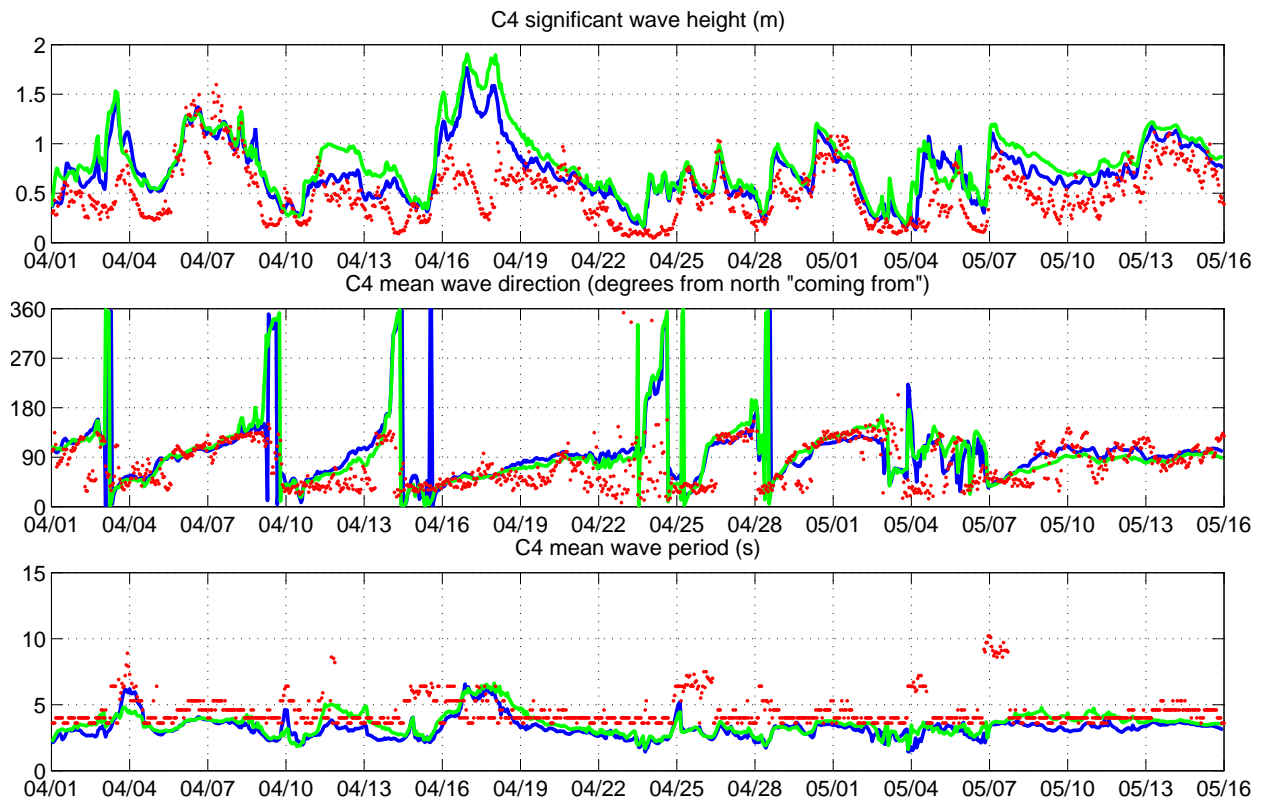 C4 significant wave height (m)
2
1.5
1
0.5
0
04/01 04/04 04/07 04/10 04/13 04/16 04/19 04/22 04/25 04/28 05/01 05/04 05/07 05/10 05/13 05/16
C4 mean wave direction (degrees from north "coming from")
360
270
180
90
0
04/01 04/04 04/07 04/10 04/13 04/16 04/19 04/22 04/25 04/28 05/01 05/04 05/07 05/10 05/13 05/16
C4 mean wave period (s)
15
10
5
0
04/01 04/04 04/07 04/10 04/13 04/16 04/19 04/22 04/25 04/28 05/01 05/04 05/07 05/10 05/13 05/16